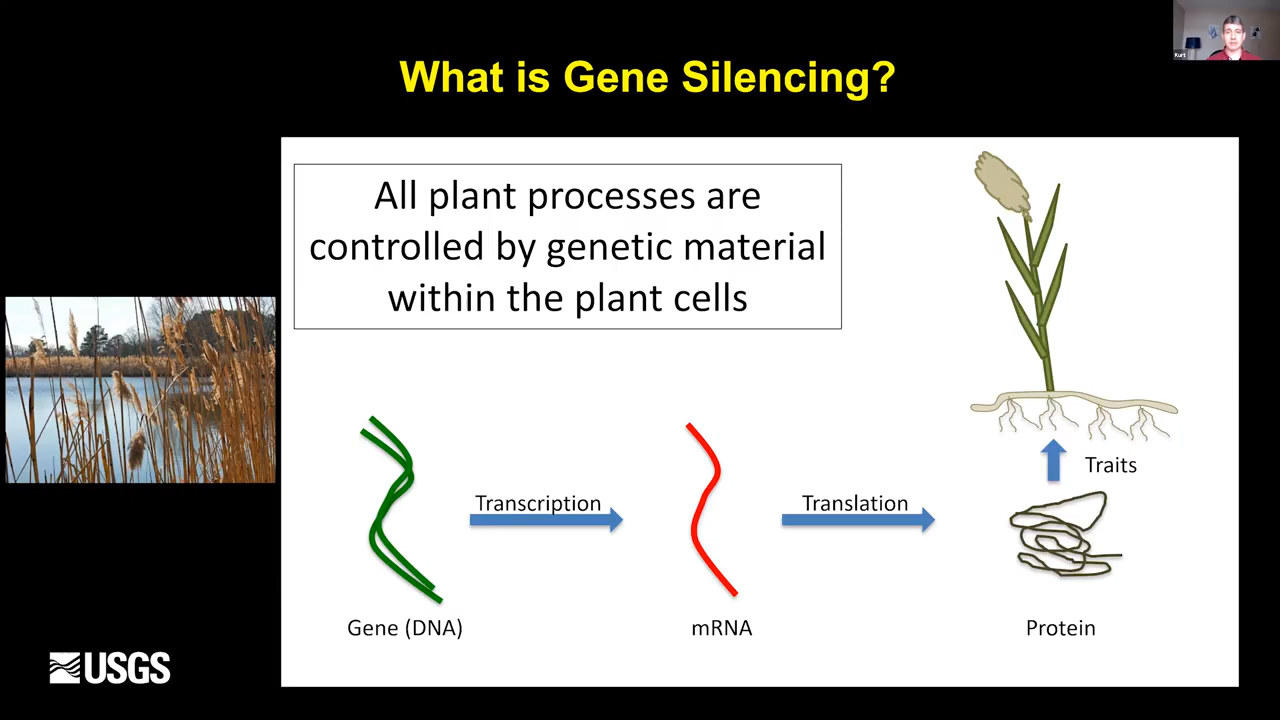 Kurt
What is Gene Silencing?
All plant processes are
controlled by genetic material
within the plant cells
Traits
Transcription
Translation
Gene (DNA)
mRNA
Protein
USGS